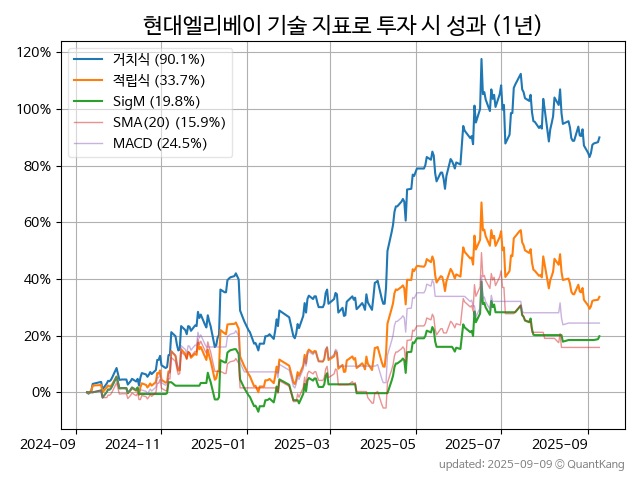 현대엘리베이 기술 지표로 투자 시 성과 (1년)
120%
100%
80%
60%
40%
20%
0%
거치식 (90.1%)
적립식 (33.7%)
SigM (19.8%)
SMA(20) (15.9%)
MACD (24.5%)
2024-09
2024-11
2025-01
2025-03
2025-05
2025-07
2025-09
updated: 2025-09-09 © QuantKang